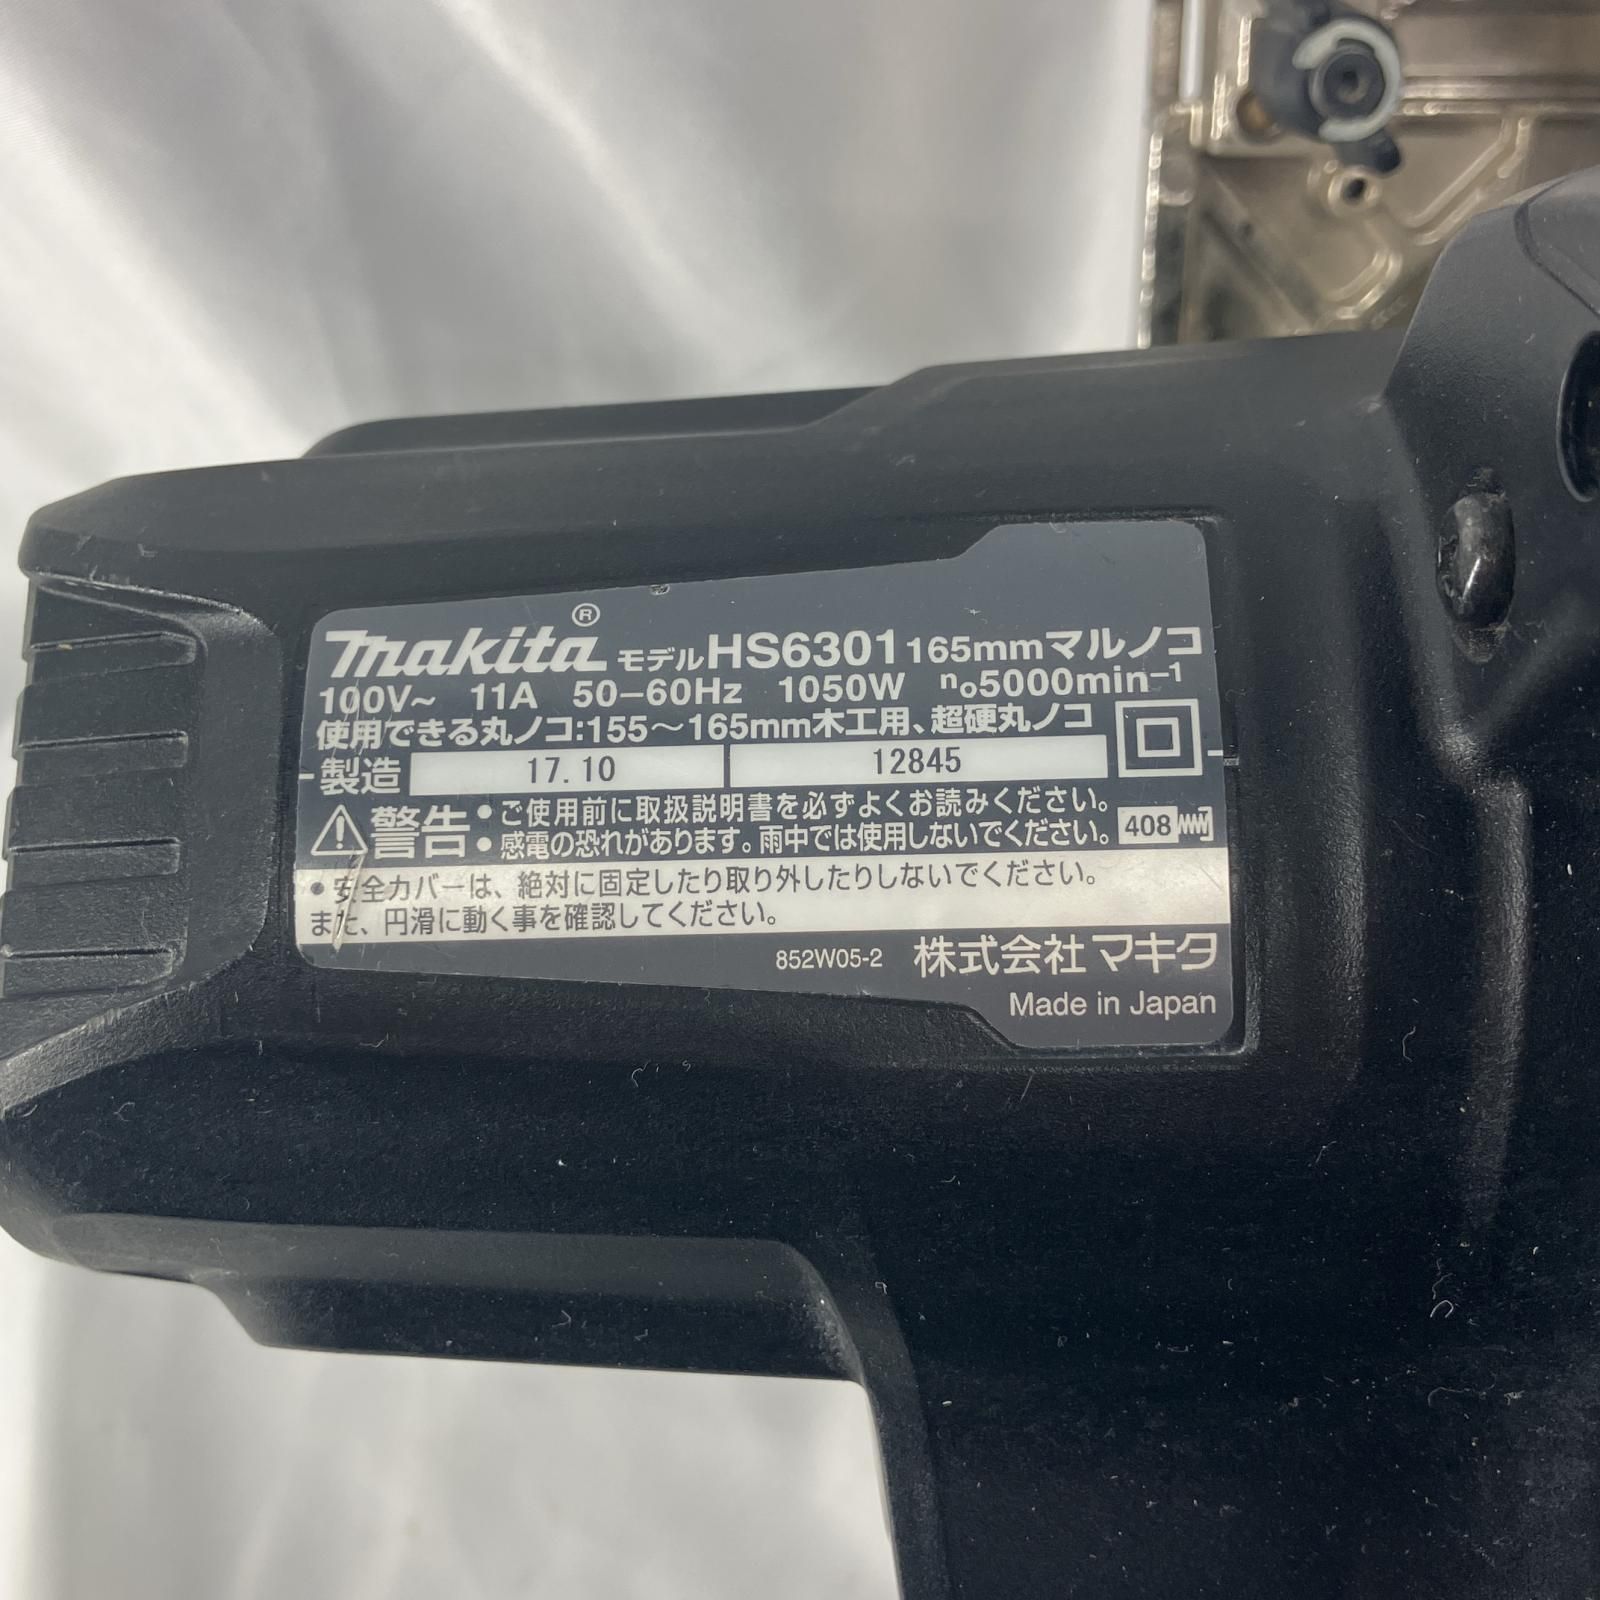 makita® モデル HS6301 165mmマルノコ
100V~ 11A 50-60Hz 1050W n₀5000min⁻¹
使用できる丸ノコ:155～165mm木工用、超硬丸ノコ
製造 17.10 12845
警告 • ご使用前に取扱説明書を必ずよくお読みください。
• 感電の恐れがあります。雨中では使用しないでください。 408
• 安全カバーは、絶対に固定したり取り外したりしないでください。
また、円滑に動く事を確認してください。
852W05-2 株式会社マキタ
Made in Japan